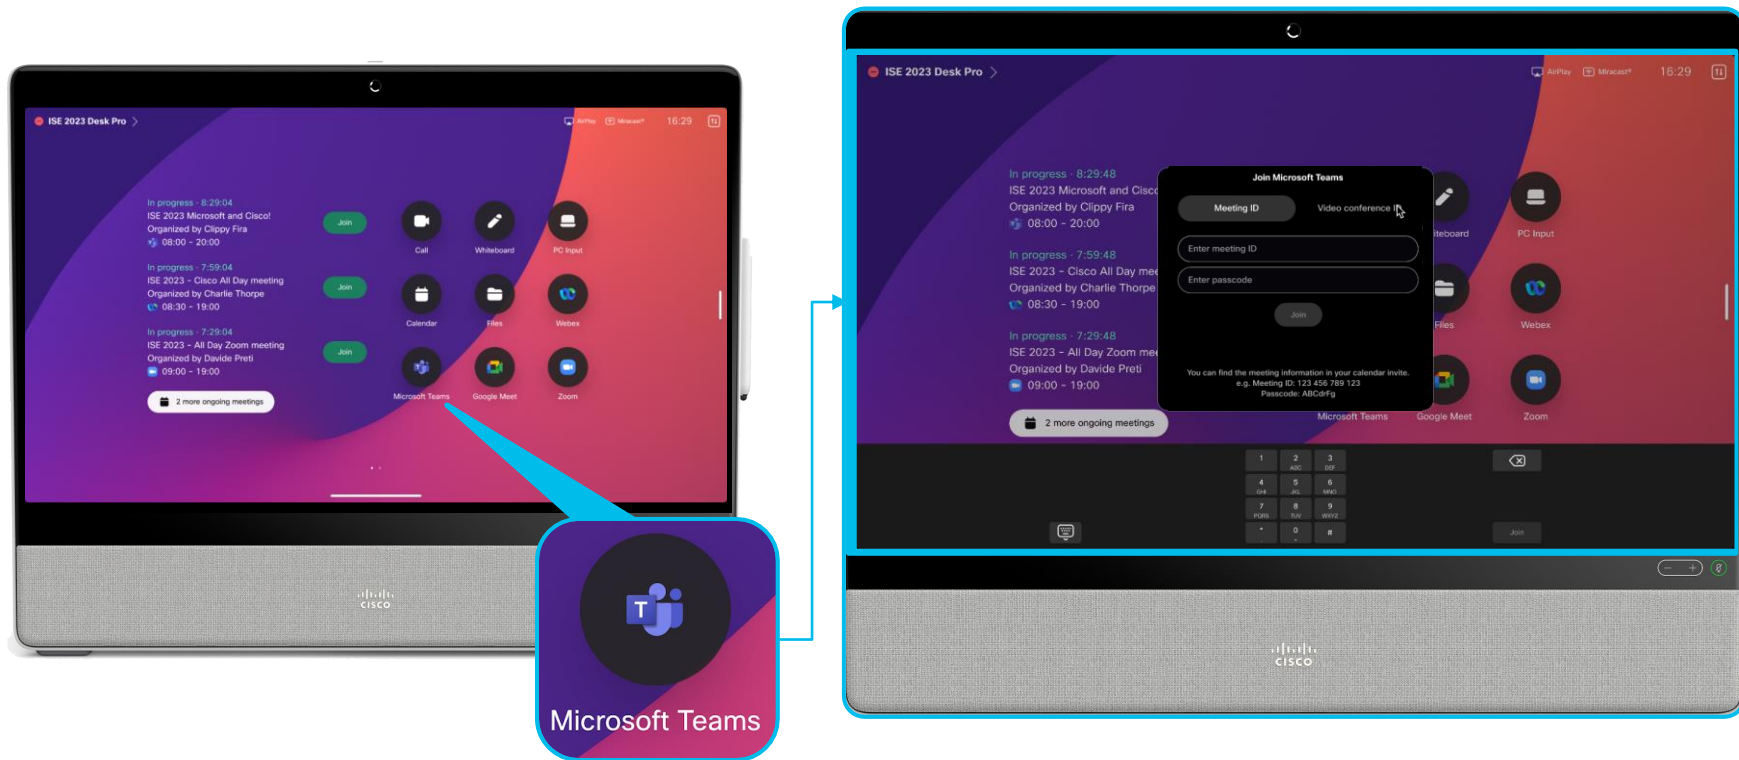 ISE 2023 Desk Pro
AirPlay
Miracast®
16:29
In progress · 8:29:04
ISE 2023 Microsoft and Cisco!
Organized by Clippy Fira
08:00 - 20:00
Join
In progress · 7:59:04
ISE 2023 - Cisco All Day meeting
Organized by Charlie Thorpe
08:30 - 19:00
Join
In progress · 7:29:04
ISE 2023 - All Day Zoom meeting
Organized by Davide Preti
09:00 - 19:00
Join
2 more ongoing meetings
Call
Whiteboard
PC Input
Calendar
Files
Webex
Microsoft Teams
Google Meet
Zoom
CISCO
T
Microsoft Teams
ISE 2023 Desk Pro
AirPlay
Miracast®
16:29
In progress · 8:29:48
ISE 2023 Microsoft and Cisco
Organized by Clippy Fira
08:00 - 20:00
In progress · 7:59:48
ISE 2023 - Cisco All Day mee
Organized by Charlie Thorpe
08:30 - 19:00
In progress · 7:29:48
ISE 2023 - All Day Zoom mee
Organized by Davide Preti
09:00 - 19:00
2 more ongoing meetings
Join Microsoft Teams
Meeting ID
Video conference I
Enter meeting ID
Enter passcode
Join
You can find the meeting information in your calendar invite.
e.g. Meeting ID: 123 456 789 123
Passcode: ABCdrFg
iteboard
PC Input
Files
Webex
Microsoft Teams
Google Meet
Zoom
1 2 3
ABC DEF
4 5 6
GHI JKL MNO
7 8 9
PQRS TUV WXYZ
* 0 #
Join
CISCO